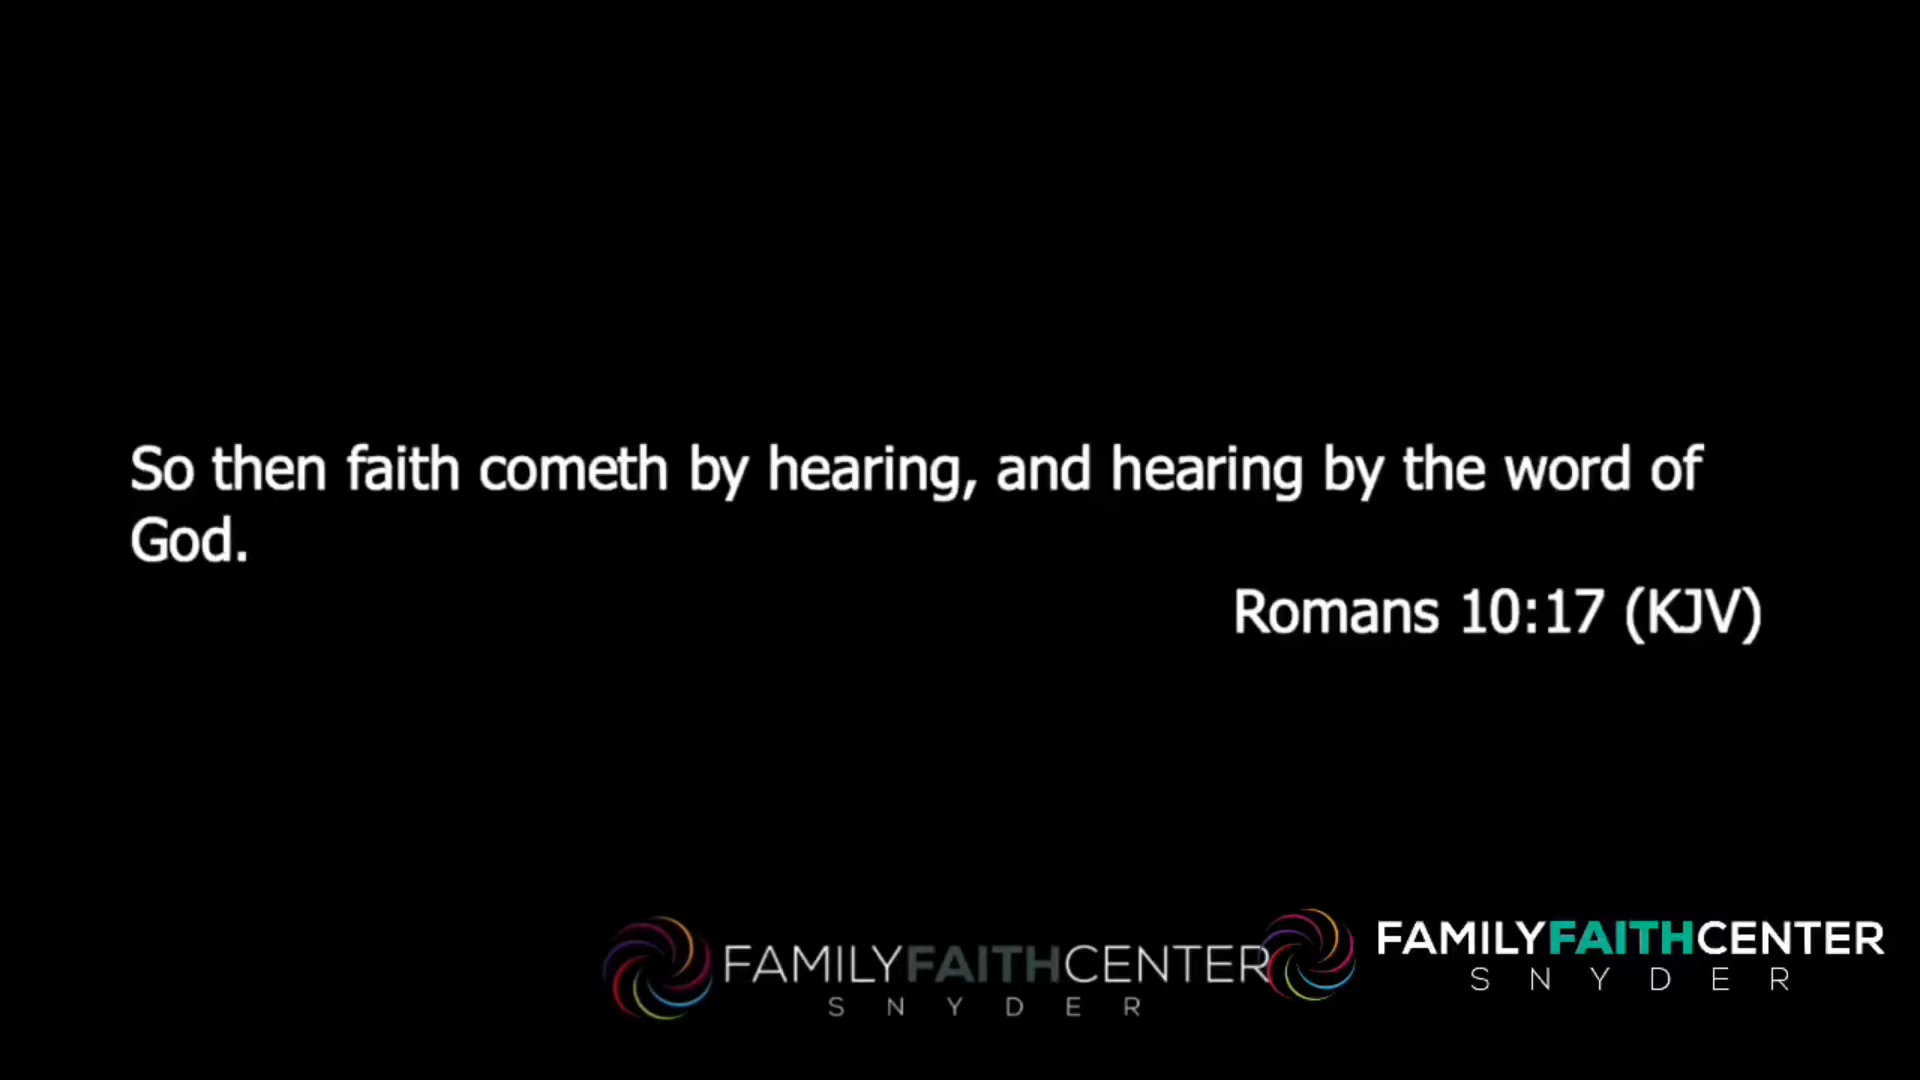 So then faith cometh by hearing, and hearing by the word of
God.
Romans 10:17 (KJV)
FAMILYFAITHCENTER
SNYDER
FAMILYFAITHCENTER
SNYDER